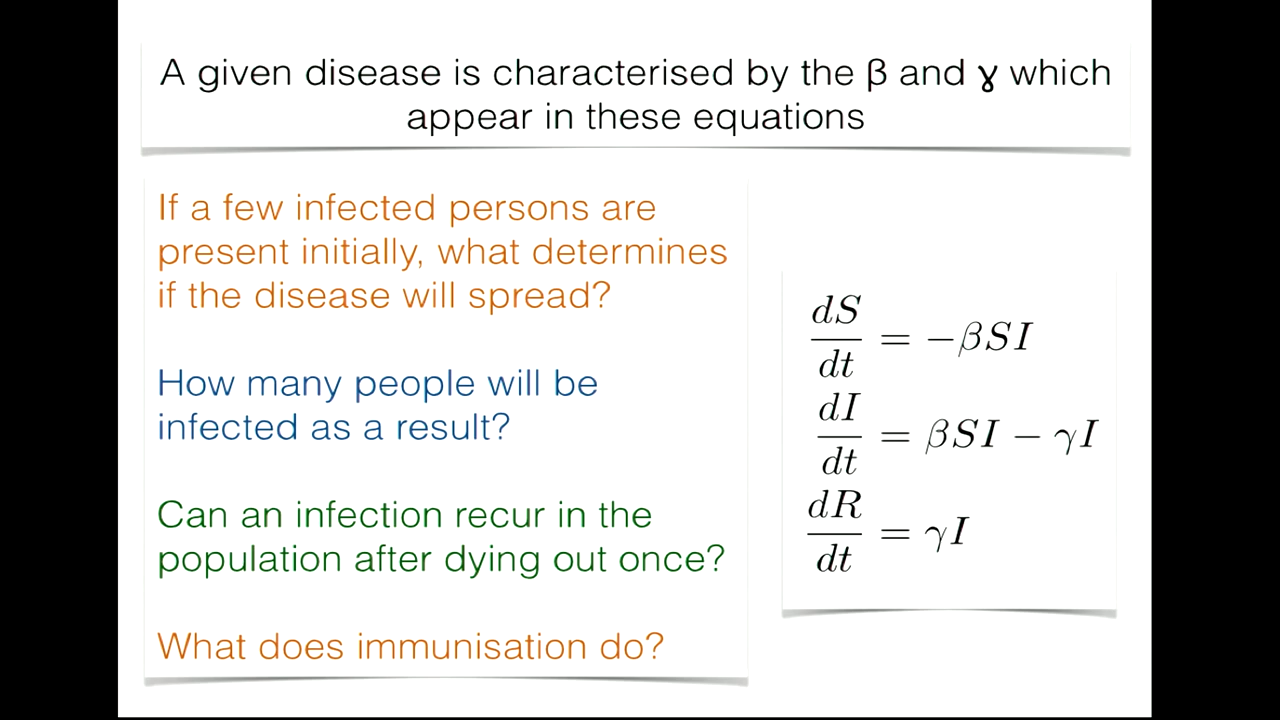 A given disease is characterised by the β and γ which
appear in these equations
If a few infected persons are
present initially, what determines
if the disease will spread?
How many people will be
infected as a result?
Can an infection recur in the
population after dying out once?
What does immunisation do?
dS/dt = −βSI
dI/dt = βSI − γI
dR/dt = γI